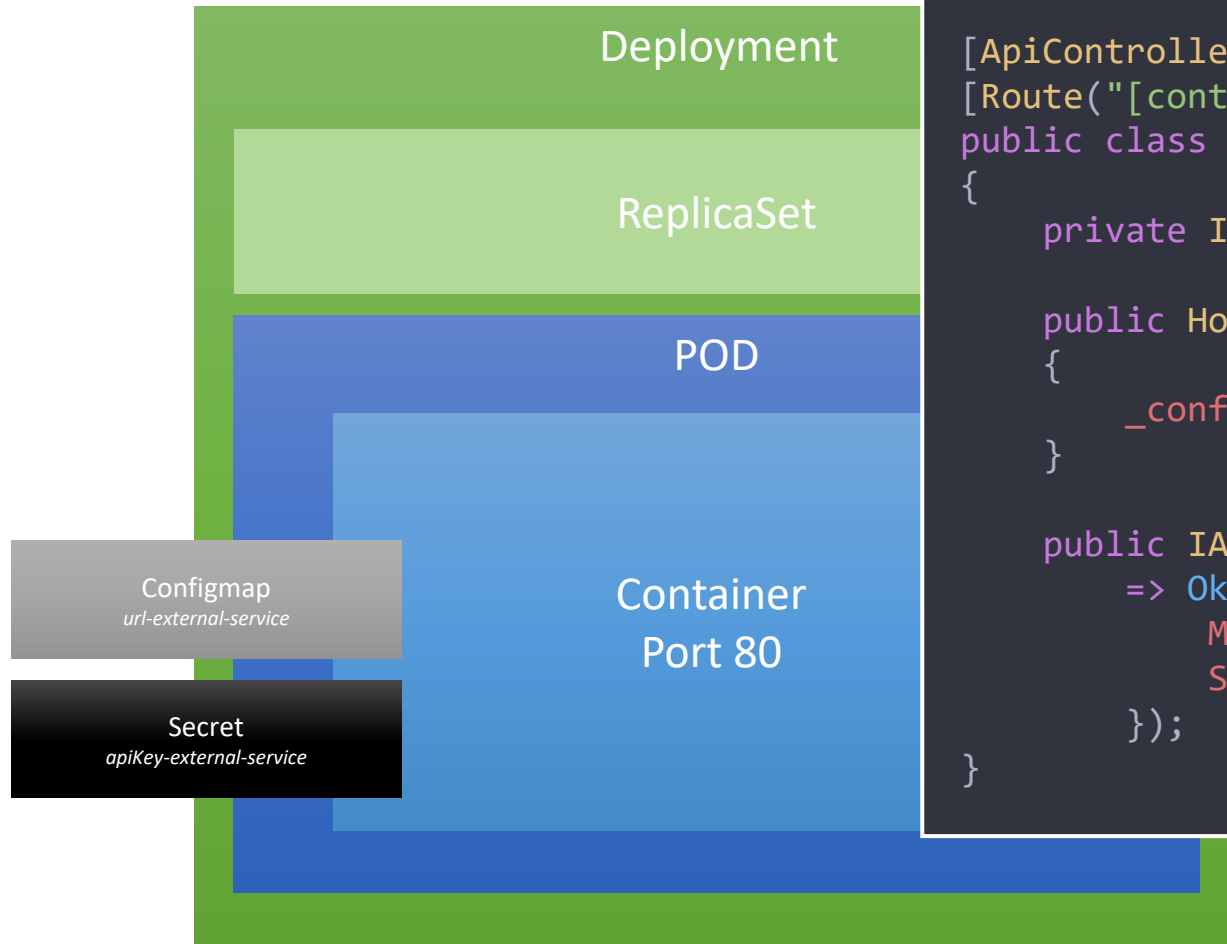 Deployment
ReplicaSet
POD
Container
Port 80
Configmap
url-external-service
Secret
apiKey-external-service
[ApiControlle
[Route("[cont
public class
{
    private I
    public Ho
    {
        _conf
    }
    public IA
        => Ok
            M
            S
        });
}